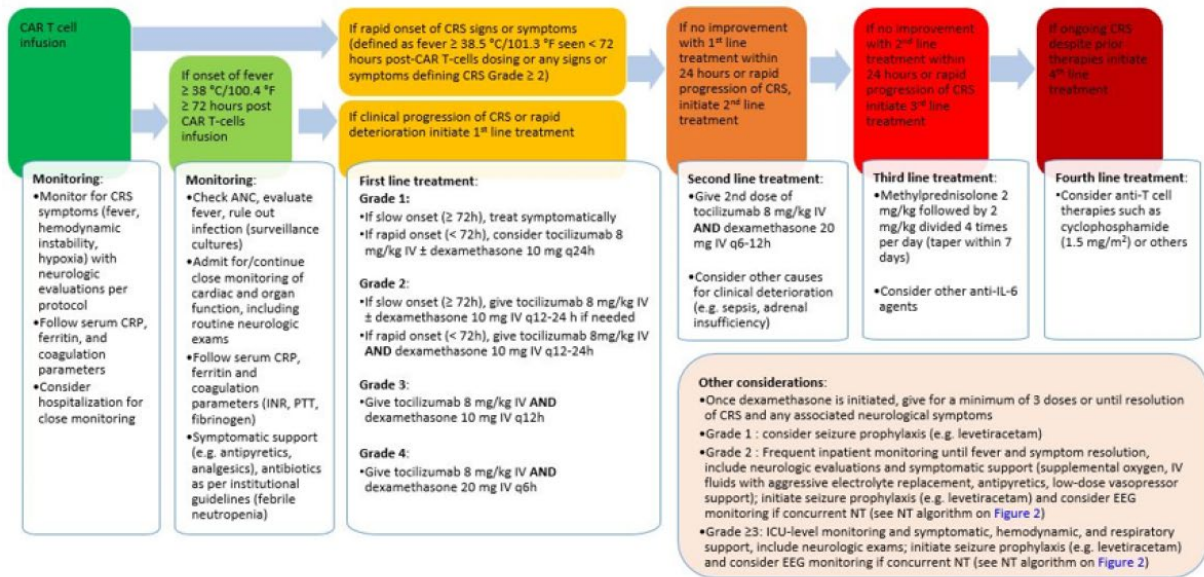 CAR T cell
infusion
If onset of fever
≥ 38 °C/100.4 °F
≥ 72 hours post
CAR T-cells
infusion
If rapid onset of CRS signs or symptoms
(defined as fever ≥ 38.5 °C/101.3 °F seen < 72
hours post-CAR T-cells dosing or any signs or
symptoms defining CRS Grade ≥ 2)
If clinical progression of CRS or rapid
deterioration initiate 1st line treatment
If no
improvement with
1st line
treatment within
24 hours or rapid
progression of CRS,
initiate 2nd line
treatment
If no
improvement with
2nd line
treatment within
24 hours or rapid
progression of CRS
initiate 3rd line
treatment
If ongoing CRS
despite prior
therapies initiate
4th line
treatment
Monitoring:
•Monitor for CRS
symptoms (fever,
hemodynamic
instability,
hypoxia) with
neurologic
evaluations per
protocol
•Follow serum CRP,
ferritin, and
coagulation
parameters
•Consider
hospitalization for
close monitoring
Monitoring:
•Check ANC, evaluate
fever, rule out
infection (surveillance
cultures)
•Admit for/continue
close monitoring of
cardiac and organ
function, including
routine neurologic
exams
•Follow serum CRP,
ferritin and
coagulation
parameters (INR, PTT,
fibrinogen)
•Symptomatic support
(e.g. antipyretics,
analgesics), antibiotics
as per institutional
guidelines (febrile
neutropenia)
First line treatment:
Grade 1:
•If slow onset (≥ 72h), treat symptomatically
•If rapid onset (< 72h), consider tocilizumab 8
mg/kg IV ± dexamethasone 10 mg q24h
Grade 2:
•If slow onset (≥ 72h), give tocilizumab 8 mg/kg IV
± dexamethasone 10 mg IV q12-24 h if needed
•If rapid onset (< 72h), give tocilizumab 8mg/kg IV
AND dexamethasone 10 mg IV q12-24h
Grade 3:
•Give tocilizumab 8 mg/kg IV AND
dexamethasone 10 mg IV q12h
Grade 4:
•Give tocilizumab 8 mg/kg IV AND
dexamethasone 20 mg IV q6h
Second line treatment:
•Give 2nd dose of
tocilizumab 8 mg/kg IV
AND dexamethasone 20
mg IV q6-12h
•Consider other causes
for clinical deterioration
(e.g. sepsis, adrenal
insufficiency)
Third line treatment:
•Methylprednisolone 2
mg/kg followed by 2
mg/kg divided 4 times
per day (taper within 7
days)
•Consider other anti-IL-6
agents
Fourth line treatment:
•Consider anti-T cell
therapies such as
cyclophosphamide
(1.5 mg/m²) or others
Other considerations:
•Once dexamethasone is initiated, give for a minimum of 3 doses or until resolution
of CRS and any associated neurological symptoms
•Grade 1 : consider seizure prophylaxis (e.g. levetiracetam)
•Grade 2 : Frequent inpatient monitoring until fever and symptom resolution,
include neurologic evaluations and symptomatic support (supplemental oxygen, IV
fluids with aggressive electrolyte replacement, antipyretics, low-dose vasopressor
support); initiate seizure prophylaxis (e.g. levetiracetam) and consider EEG
monitoring if concurrent NT (see NT algorithm on Figure 2)
•Grade ≥3: ICU-level monitoring and symptomatic, hemodynamic, and respiratory
support, include neurologic exams; initiate seizure prophylaxis (e.g. levetiracetam)
and consider EEG monitoring if concurrent NT (see NT algorithm on Figure 2)